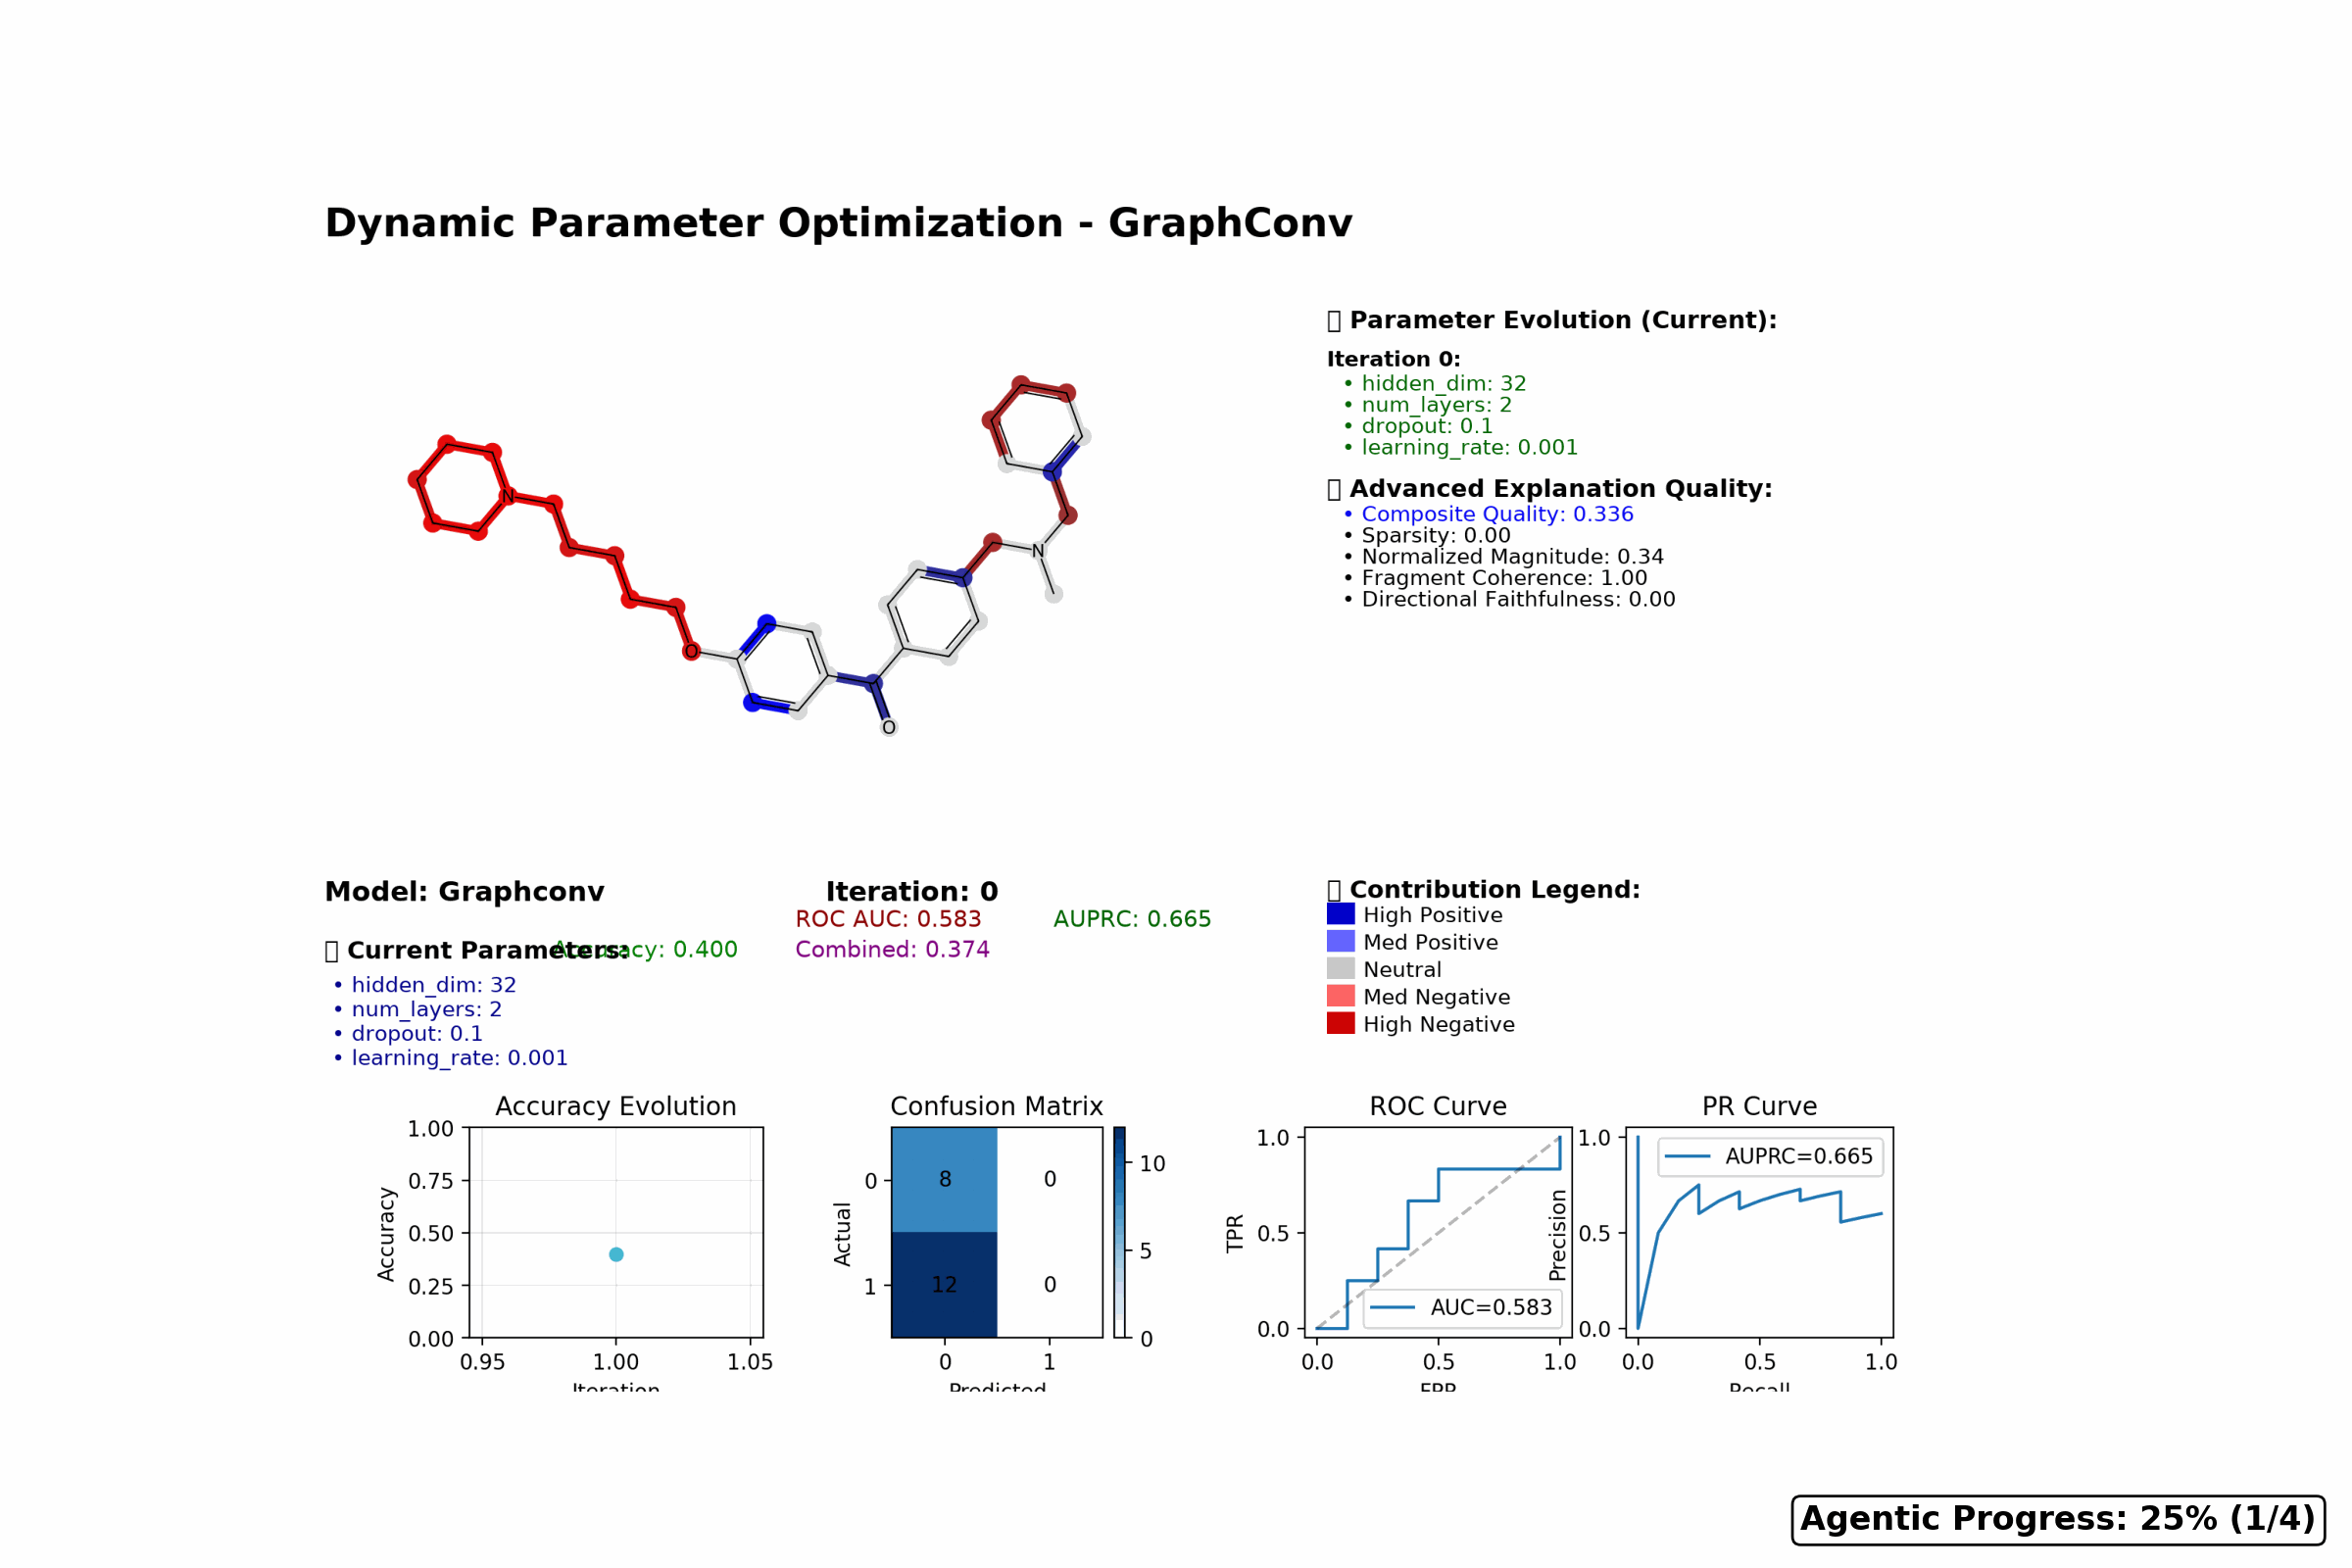 Dynamic Parameter Optimization - GraphConv
N
O
O
N
Parameter Evolution (Current):
Iteration 0:
• hidden_dim: 32
• num_layers: 2
• dropout: 0.1
• learning_rate: 0.001
Advanced Explanation Quality:
• Composite Quality: 0.336
• Sparsity: 0.00
• Normalized Magnitude: 0.34
• Fragment Coherence: 1.00
• Directional Faithfulness: 0.00
Model: Graphconv
Iteration: 0
ROC AUC: 0.583
AUPRC: 0.665
Current Parameters:
Accuracy: 0.400
Combined: 0.374
• hidden_dim: 32
• num_layers: 2
• dropout: 0.1
• learning_rate: 0.001
Contribution Legend:
High Positive
Med Positive
Neutral
Med Negative
High Negative
Accuracy Evolution
Accuracy
1.00
0.75
0.50
0.25
0.00
0.95
1.00
1.05
Iteration
Confusion Matrix
Actual
0
1
8
0
12
0
0
1
Predicted
10
5
0
ROC Curve
TPR
1.0
0.5
0.0
AUC=0.583
0.0
0.5
1.0
FPR
PR Curve
Precision
1.0
0.5
0.0
AUPRC=0.665
0.0
0.5
1.0
Recall
Agentic Progress: 25% (1/4)